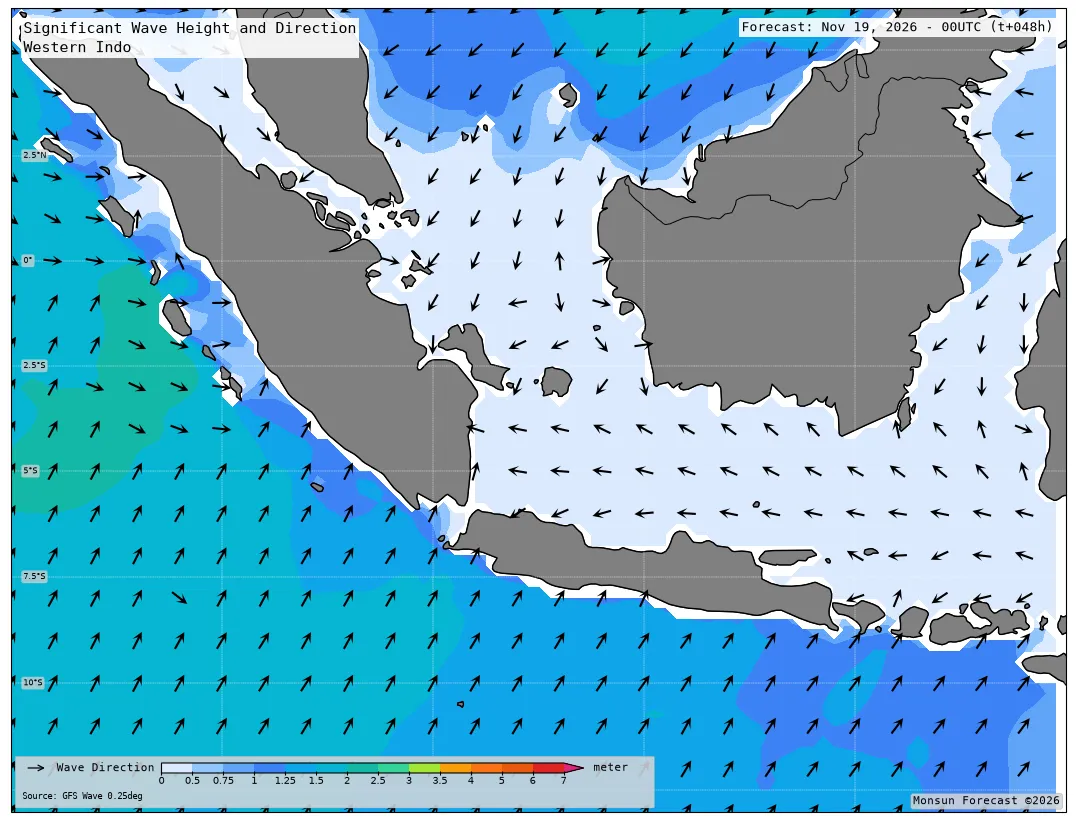 Significant Wave Height and Direction
Western Indo
Forecast: Nov 19, 2026 - 00UTC (t+048h)
2.5°N
0°
2.5°S
5°S
7.5°S
10°S
Wave Direction
0 0.5 0.75 1 1.25 1.5 2 2.5 3 3.5 4 5 6 7
meter
Source: GFS Wave 0.25deg
Monsun Forecast ©2026